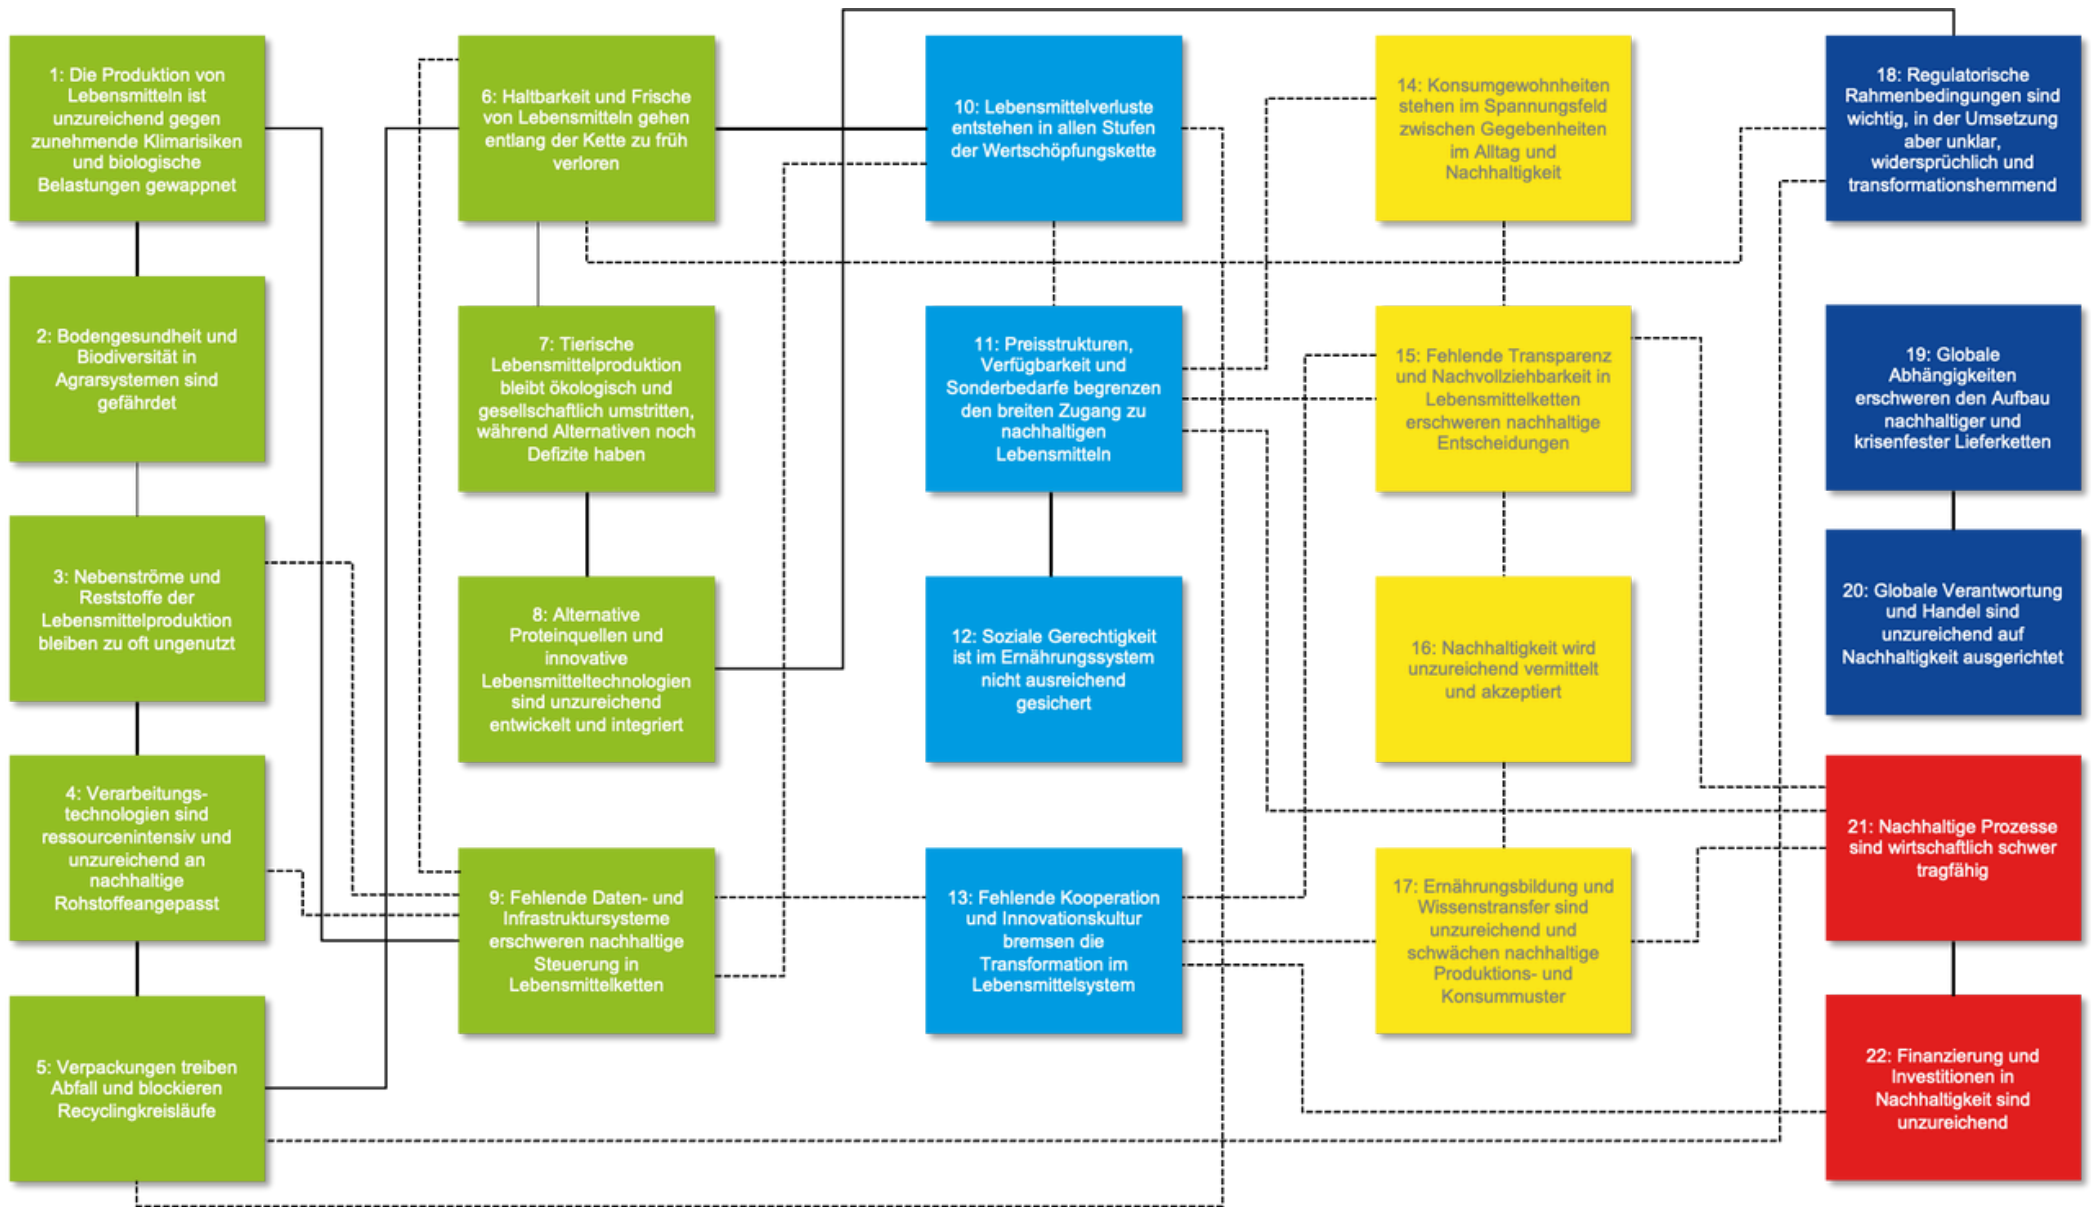 1: Die Produktion von
Lebensmitteln ist
unzureichend gegen
zunehmende Klimarisiken
und biologische
Belastungen gewappnet
2: Bodengesundheit und
Biodiversität in
Agrarsystemen sind
gefährdet
3: Nebenströme und
Reststoffe der
Lebensmittelproduktion
bleiben zu oft ungenutzt
4: Verarbeitungs-
technologien sind
ressourcenintensiv und
unzureichend an
nachhaltige
Rohstoffeangepasst
5: Verpackungen treiben
Abfall und blockieren
Recyclingkreisläufe
6: Haltbarkeit und Frische
von Lebensmitteln gehen
entlang der Kette zu früh
verloren
7: Tierische
Lebensmittelproduktion
bleibt ökologisch und
gesellschaftlich umstritten,
während Alternativen noch
Defizite haben
8: Alternative
Proteinquellen und
innovative
Lebensmitteltechnologien
sind unzureichend
entwickelt und integriert
9: Fehlende Daten- und
Infrastruktursysteme
erschweren nachhaltige
Steuerung in
Lebensmittelketten
10: Lebensmittelverluste
entstehen in allen Stufen
der Wertschöpfungskette
11: Preisstrukturen,
Verfügbarkeit und
Sonderbedarfe begrenzen
den breiten Zugang zu
nachhaltigen
Lebensmitteln
12: Soziale Gerechtigkeit
ist im Ernährungssystem
nicht ausreichend
gesichert
13: Fehlende Kooperation
und Innovationskultur
bremsen die
Transformation im
Lebensmittelsystem
14: Konsumgewohnheiten
stehen im Spannungsfeld
zwischen Gegebenheiten
im Alltag und
Nachhaltigkeit
15: Fehlende Transparenz
und Nachvollziehbarkeit in
Lebensmittelketten
erschweren nachhaltige
Entscheidungen
16: Nachhaltigkeit wird
unzureichend vermittelt
und akzeptiert
17: Ernährungsbildung und
Wissenstransfer sind
unzureichend und
schwächen nachhaltige
Produktions- und
Konsummuster
18: Regulatorische
Rahmenbedingungen sind
wichtig, in der Umsetzung
aber unklar,
widersprüchlich und
transformationshemmend
19: Globale
Abhängigkeiten
erschweren den Aufbau
nachhaltiger und
krisenfester Lieferketten
20: Globale Verantwortung
und Handel sind
unzureichend auf
Nachhaltigkeit ausgerichtet
21: Nachhaltige Prozesse
sind wirtschaftlich schwer
tragfähig
22: Finanzierung und
Investitionen in
Nachhaltigkeit sind
unzureichend